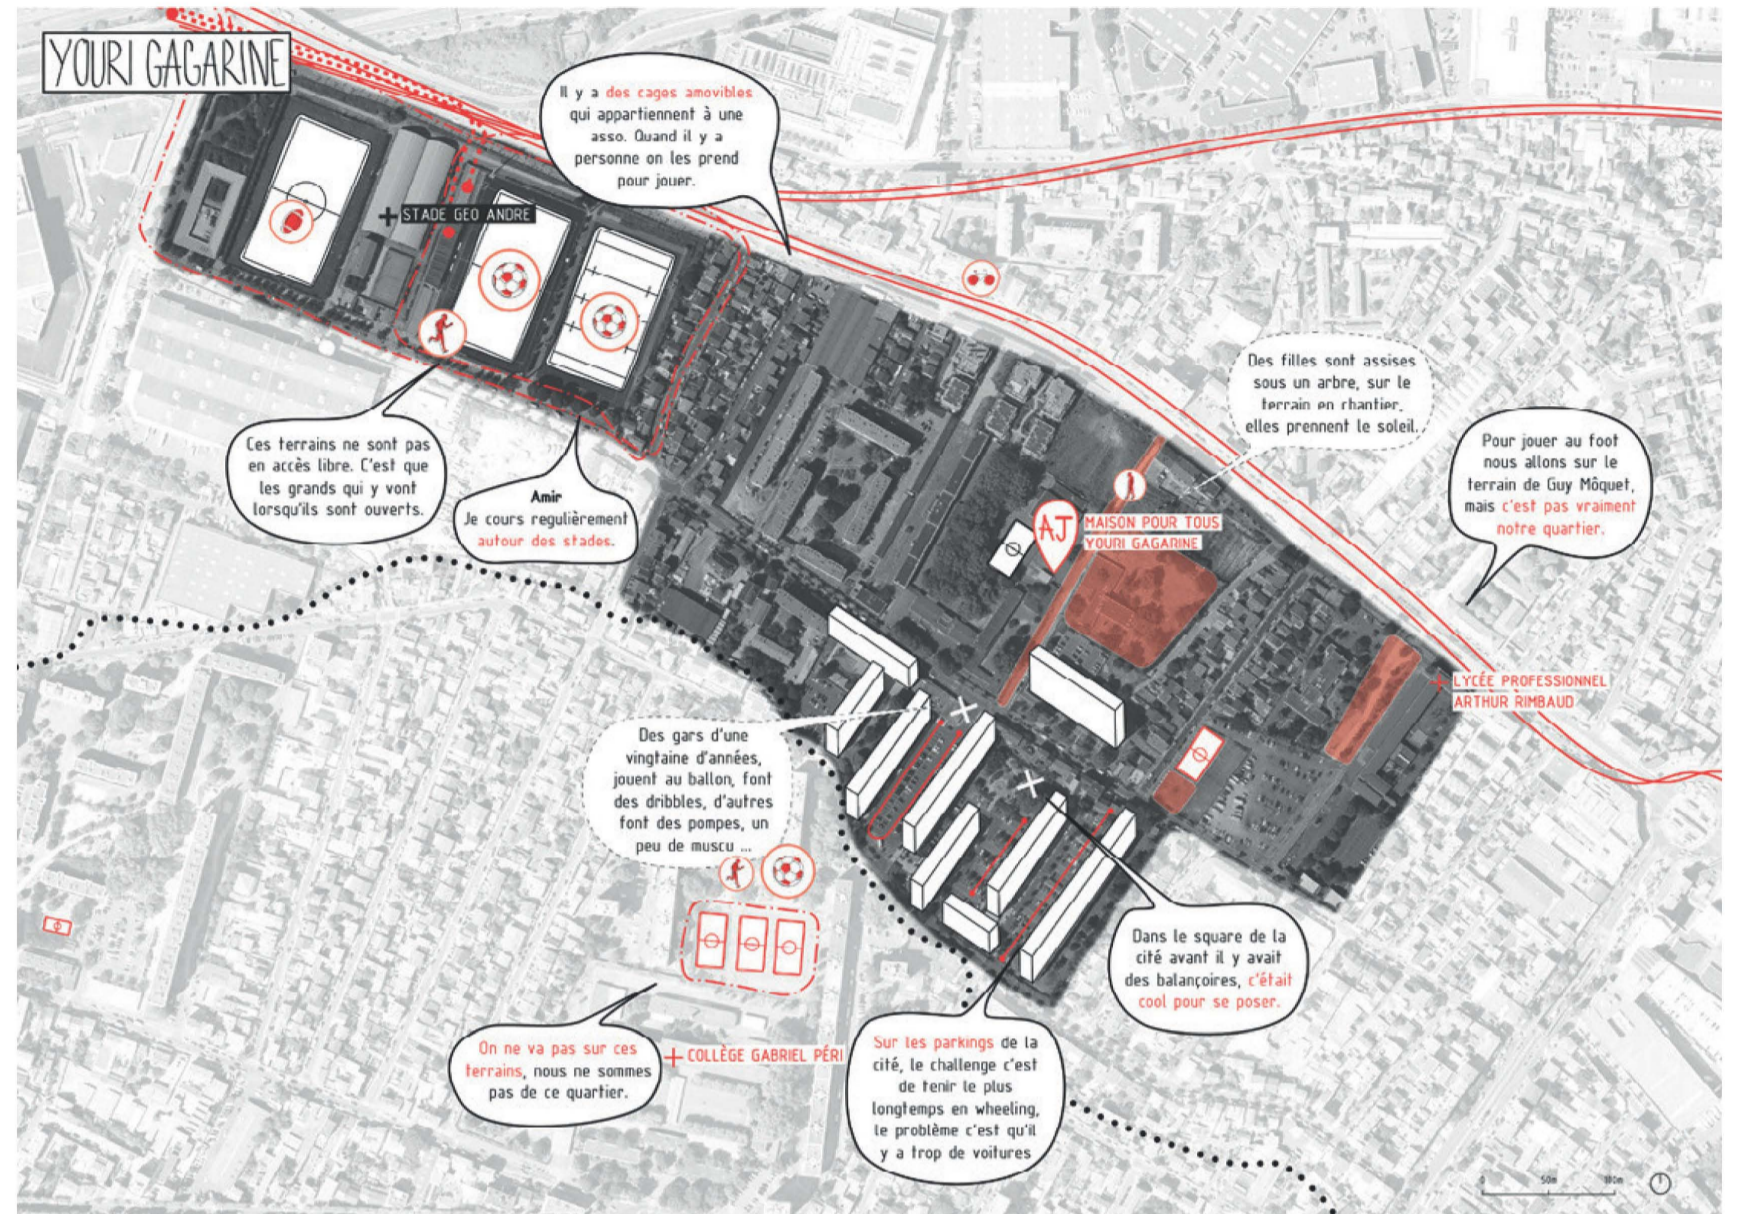 YOURI GAGARINE
Il y a des cages amovibles
qui appartiennent à une
asso. Quand il y a
personne on les prend
pour jouer.
STADE GEO ANDRE
Des filles sont assises
sous un arbre, sur le
terrain en chantier,
elles prennent le soleil.
Pour jouer au foot
nous allons sur le
terrain de Guy Môquet,
mais c'est pas vraiment
notre quartier.
Ces terrains ne sont pas
en accès libre. C'est que
les grands qui y vont
lorsqu'ils sont ouverts.
Amir
Je cours regulièrement
autour des stades.
AJ
MAISON POUR TOUS
YOURI GAGARINE
LYCÉE PROFESSIONNEL
ARTHUR RIMBAUD
Des gars d'une
vingtaine d'années,
jouent au ballon, font
des dribbles, d'autres
font des pompes, un
peu de muscu ...
Dans le square de la
cité avant il y avait
des balançoires, c'était
cool pour se poser.
On ne va pas sur ces
terrains, nous ne sommes
pas de ce quartier.
COLLÈGE GABRIEL PÉRI
Sur les parkings de la
cité, le challenge c'est
de tenir le plus
longtemps en wheeling,
le problème c'est qu'il
y a trop de voitures
0 50m 100m